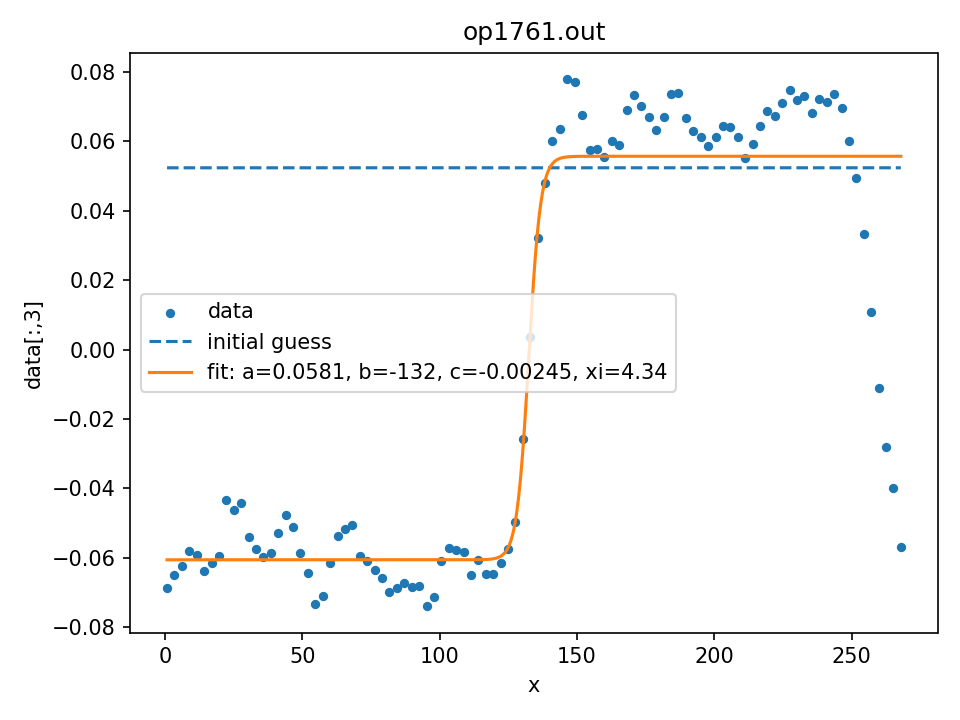 op1761.out
data[:,3]
0.08
0.06
0.04
0.02
0.00
−0.02
−0.04
−0.06
−0.08
data
initial guess
fit: a=0.0581, b=-132, c=-0.00245, xi=4.34
0 50 100 150 200 250
x